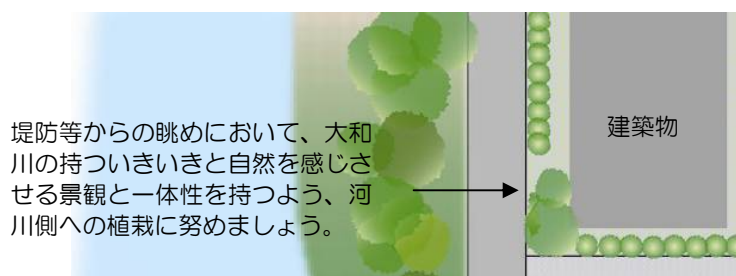 堤防等からの眺めにおいて、大和
川の持ついきいきと自然を感じさ
せる景観と一体性を持つよう、河
川側への植栽に努めましょう。
建築物